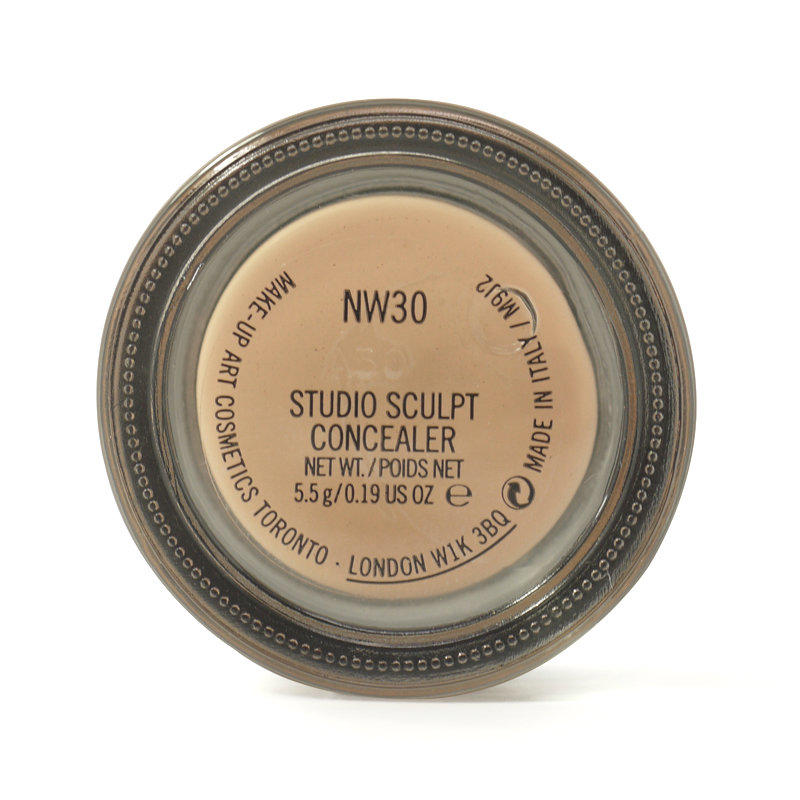 NW30
STUDIO SCULPT
CONCEALER
NET WT./POIDS NET
5.5 g/0.19 US OZ ℮
MAKE-UP ART COSMETICS TORONTO · LONDON W1K 3BQ
MADE IN ITALY / M9J2